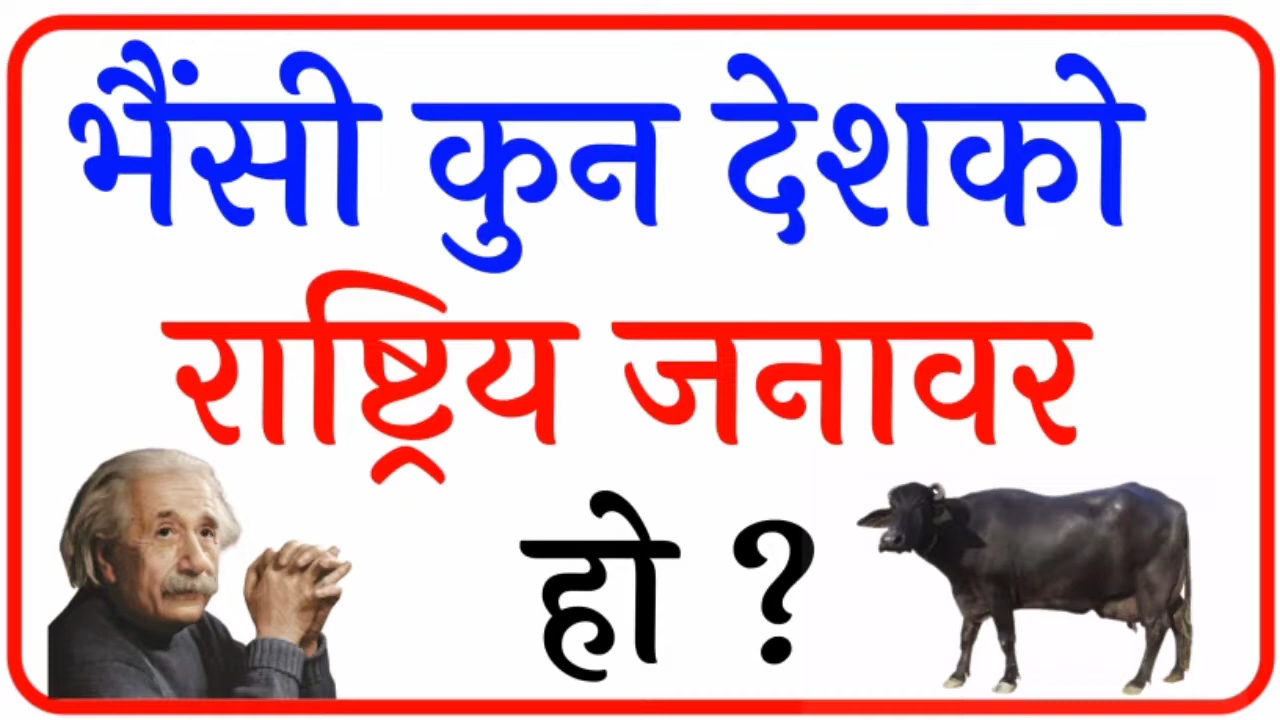 भैंसी कुन देशको
राष्ट्रिय जनावर
हो ?